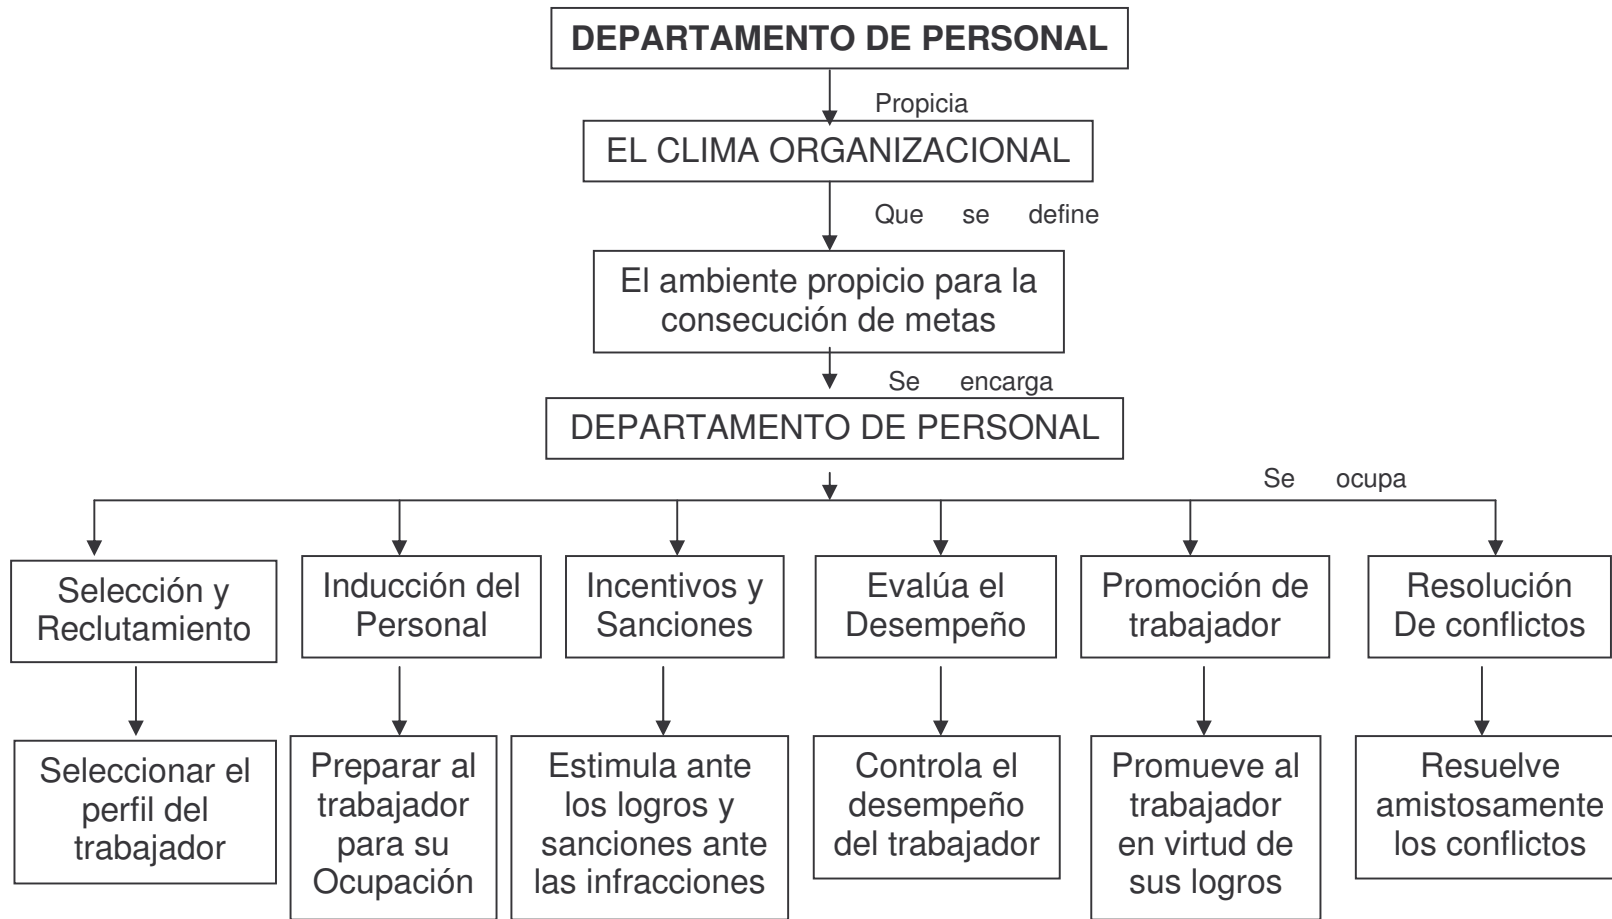 DEPARTAMENTO DE PERSONAL
Propicia
EL CLIMA ORGANIZACIONAL
Que se define
El ambiente propicio para la
consecución de metas
Se encarga
DEPARTAMENTO DE PERSONAL
Se ocupa
Selección y
Reclutamiento
Inducción del
Personal
Incentivos y
Sanciones
Evalúa el
Desempeño
Promoción de
trabajador
Resolución
De conflictos
Seleccionar el
perfil del
trabajador
Preparar al
trabajador
para su
Ocupación
Estimula ante
los logros y
sanciones ante
las infracciones
Controla el
desempeño
del trabajador
Promueve al
trabajador
en virtud de
sus logros
Resuelve
amistosamente
los conflictos